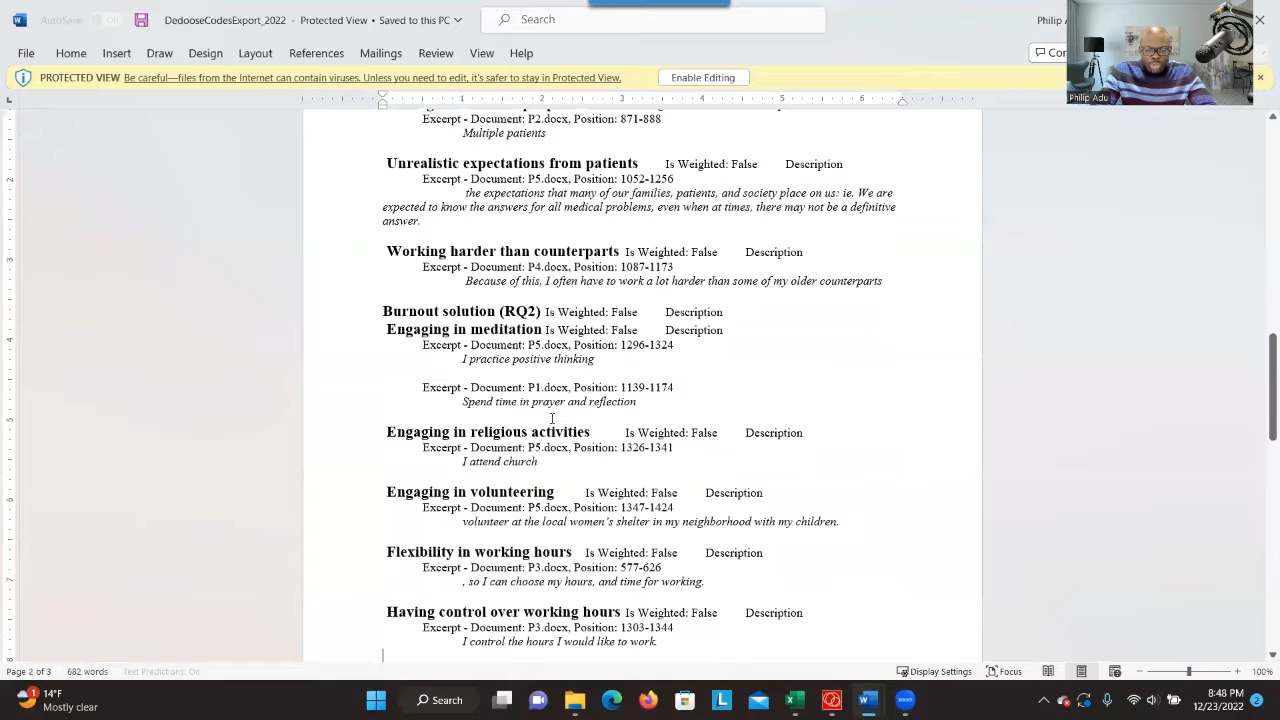 AutoSave
DedooseCodesExport_2022 - Protected View • Saved to this PC
Search
Philip A
File Home Insert Draw Design Layout References Mailings Review View Help
PROTECTED VIEW Be careful—files from the Internet can contain viruses. Unless you need to edit, it's safer to stay in Protected View. Enable Editing
Philip Adu
1 2 3 4 5 6
Excerpt - Document: P2.docx, Position: 871-888
Multiple patients
Unrealistic expectations from patients Is Weighted: False Description
Excerpt - Document: P5.docx, Position: 1052-1256
the expectations that many of our families, patients, and society place on us: ie. We are
expected to know the answers for all medical problems, even when at times, there may not be a definitive
answer.
Working harder than counterparts Is Weighted: False Description
Excerpt - Document: P4.docx, Position: 1087-1173
Because of this, I often have to work a lot harder than some of my older counterparts
Burnout solution (RQ2) Is Weighted: False Description
Engaging in meditation Is Weighted: False Description
Excerpt - Document: P5.docx, Position: 1296-1324
I practice positive thinking
Excerpt - Document: P1.docx, Position: 1139-1174
Spend time in prayer and reflection
Engaging in religious activities Is Weighted: False Description
Excerpt - Document: P5.docx, Position: 1326-1341
I attend church
Engaging in volunteering Is Weighted: False Description
Excerpt - Document: P5.docx, Position: 1347-1424
volunteer at the local women's shelter in my neighborhood with my children.
Flexibility in working hours Is Weighted: False Description
Excerpt - Document: P3.docx, Position: 577-626
, so I can choose my hours, and time for working.
Having control over working hours Is Weighted: False Description
Excerpt - Document: P3.docx, Position: 1303-1344
I control the hours I would like to work.
Page 2 of 3 682 words Text Predictions: On Display Settings Focus 100%
14°F
Mostly clear
Search
8:48 PM
12/23/2022